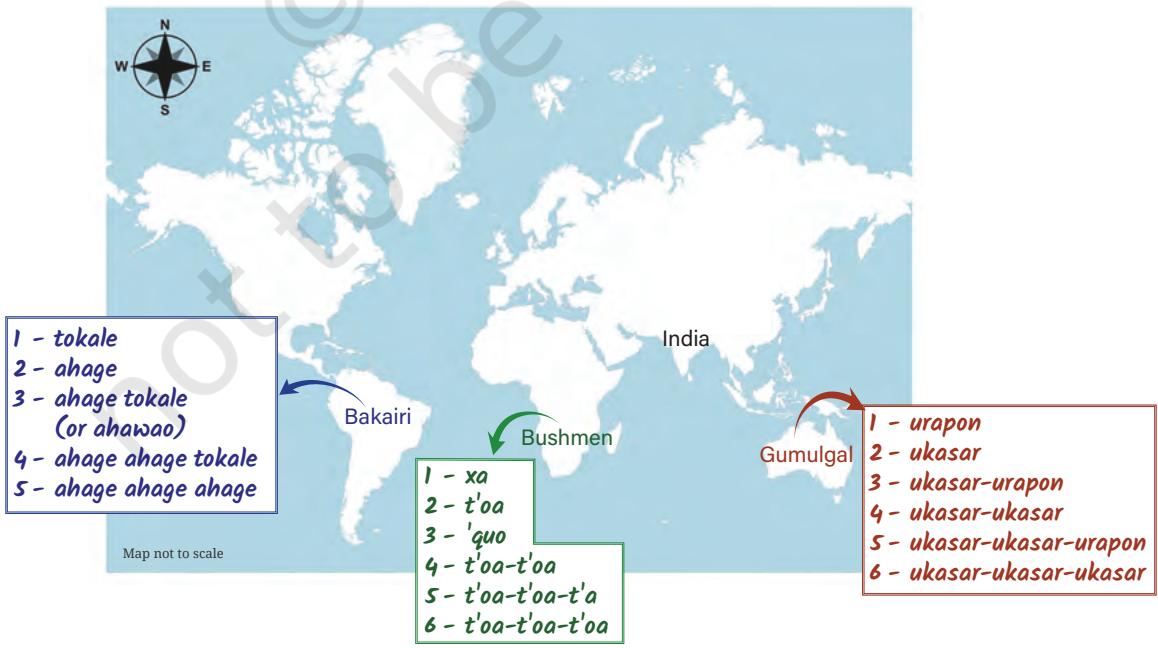 N
W E
S
© not to be
India
1 - tokale
2 - ahage
3 - ahage tokale
(or ahawao)
4 - ahage ahage tokale
5 - ahage ahage ahage
Bakairi
Bushmen
1 - xa
2 - t'oa
3 - 'quo
4 - t'oa-t'oa
5 - t'oa-t'oa-t'a
6 - t'oa-t'oa-t'oa
Gumulgal
1 - urapon
2 - ukasar
3 - ukasar-urapon
4 - ukasar-ukasar
5 - ukasar-ukasar-urapon
6 - ukasar-ukasar-ukasar
Map not to scale